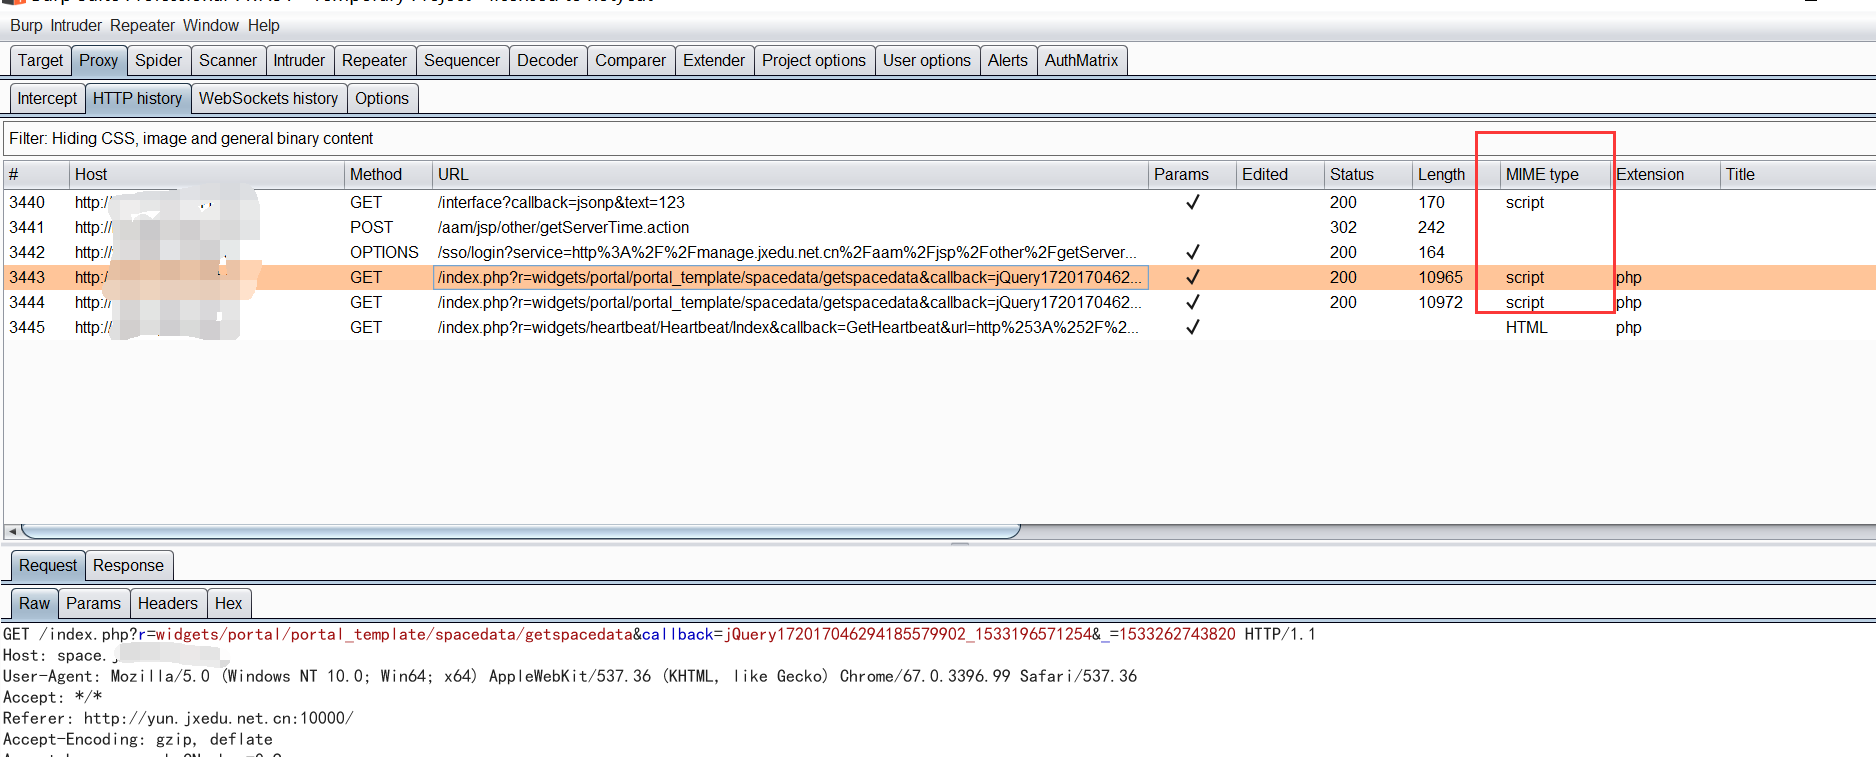 Burp Intruder Repeater Window Help
Target Proxy Spider Scanner Intruder Repeater Sequencer Decoder Comparer Extender Project options User options Alerts AuthMatrix
Intercept HTTP history WebSockets history Options
Filter: Hiding CSS, image and general binary content
# Host Method URL Params Edited Status Length MIME type Extension Title
3440 http:/ GET /interface?callback=jsonp&text=123 ✓ 200 170 script
3441 http:/ POST /aam/jsp/other/getServerTime.action 302 242
3442 http:/ OPTIONS /sso/login?service=http%3A%2F%2Fmanage.jxedu.net.cn%2Faam%2Fjsp%2Fother%2FgetServer... ✓ 200 164
3443 http: GET /index.php?r=widgets/portal/portal_template/spacedata/getspacedata&callback=jQuery1720170462... ✓ 200 10965 script php
3444 http:/ GET /index.php?r=widgets/portal/portal_template/spacedata/getspacedata&callback=jQuery1720170462... ✓ 200 10972 script php
3445 http:/ GET /index.php?r=widgets/heartbeat/Heartbeat/Index&callback=GetHeartbeat&url=http%253A%252F%2... ✓ HTML php
Request Response
Raw Params Headers Hex
GET /index.php?r=widgets/portal/portal_template/spacedata/getspacedata&callback=jQuery172017046294185579902_1533196571254&_=1533262743820 HTTP/1.1
Host: space.
User-Agent: Mozilla/5.0 (Windows NT 10.0; Win64; x64) AppleWebKit/537.36 (KHTML, like Gecko) Chrome/67.0.3396.99 Safari/537.36
Accept: */*
Referer: http://yun.jxedu.net.cn:10000/
Accept-Encoding: gzip, deflate